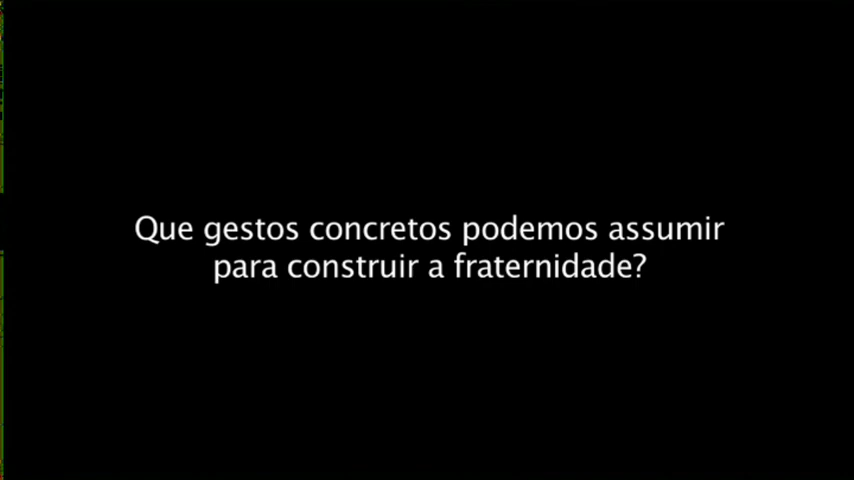 Que gestos concretos podemos assumir
para construir a fraternidade?